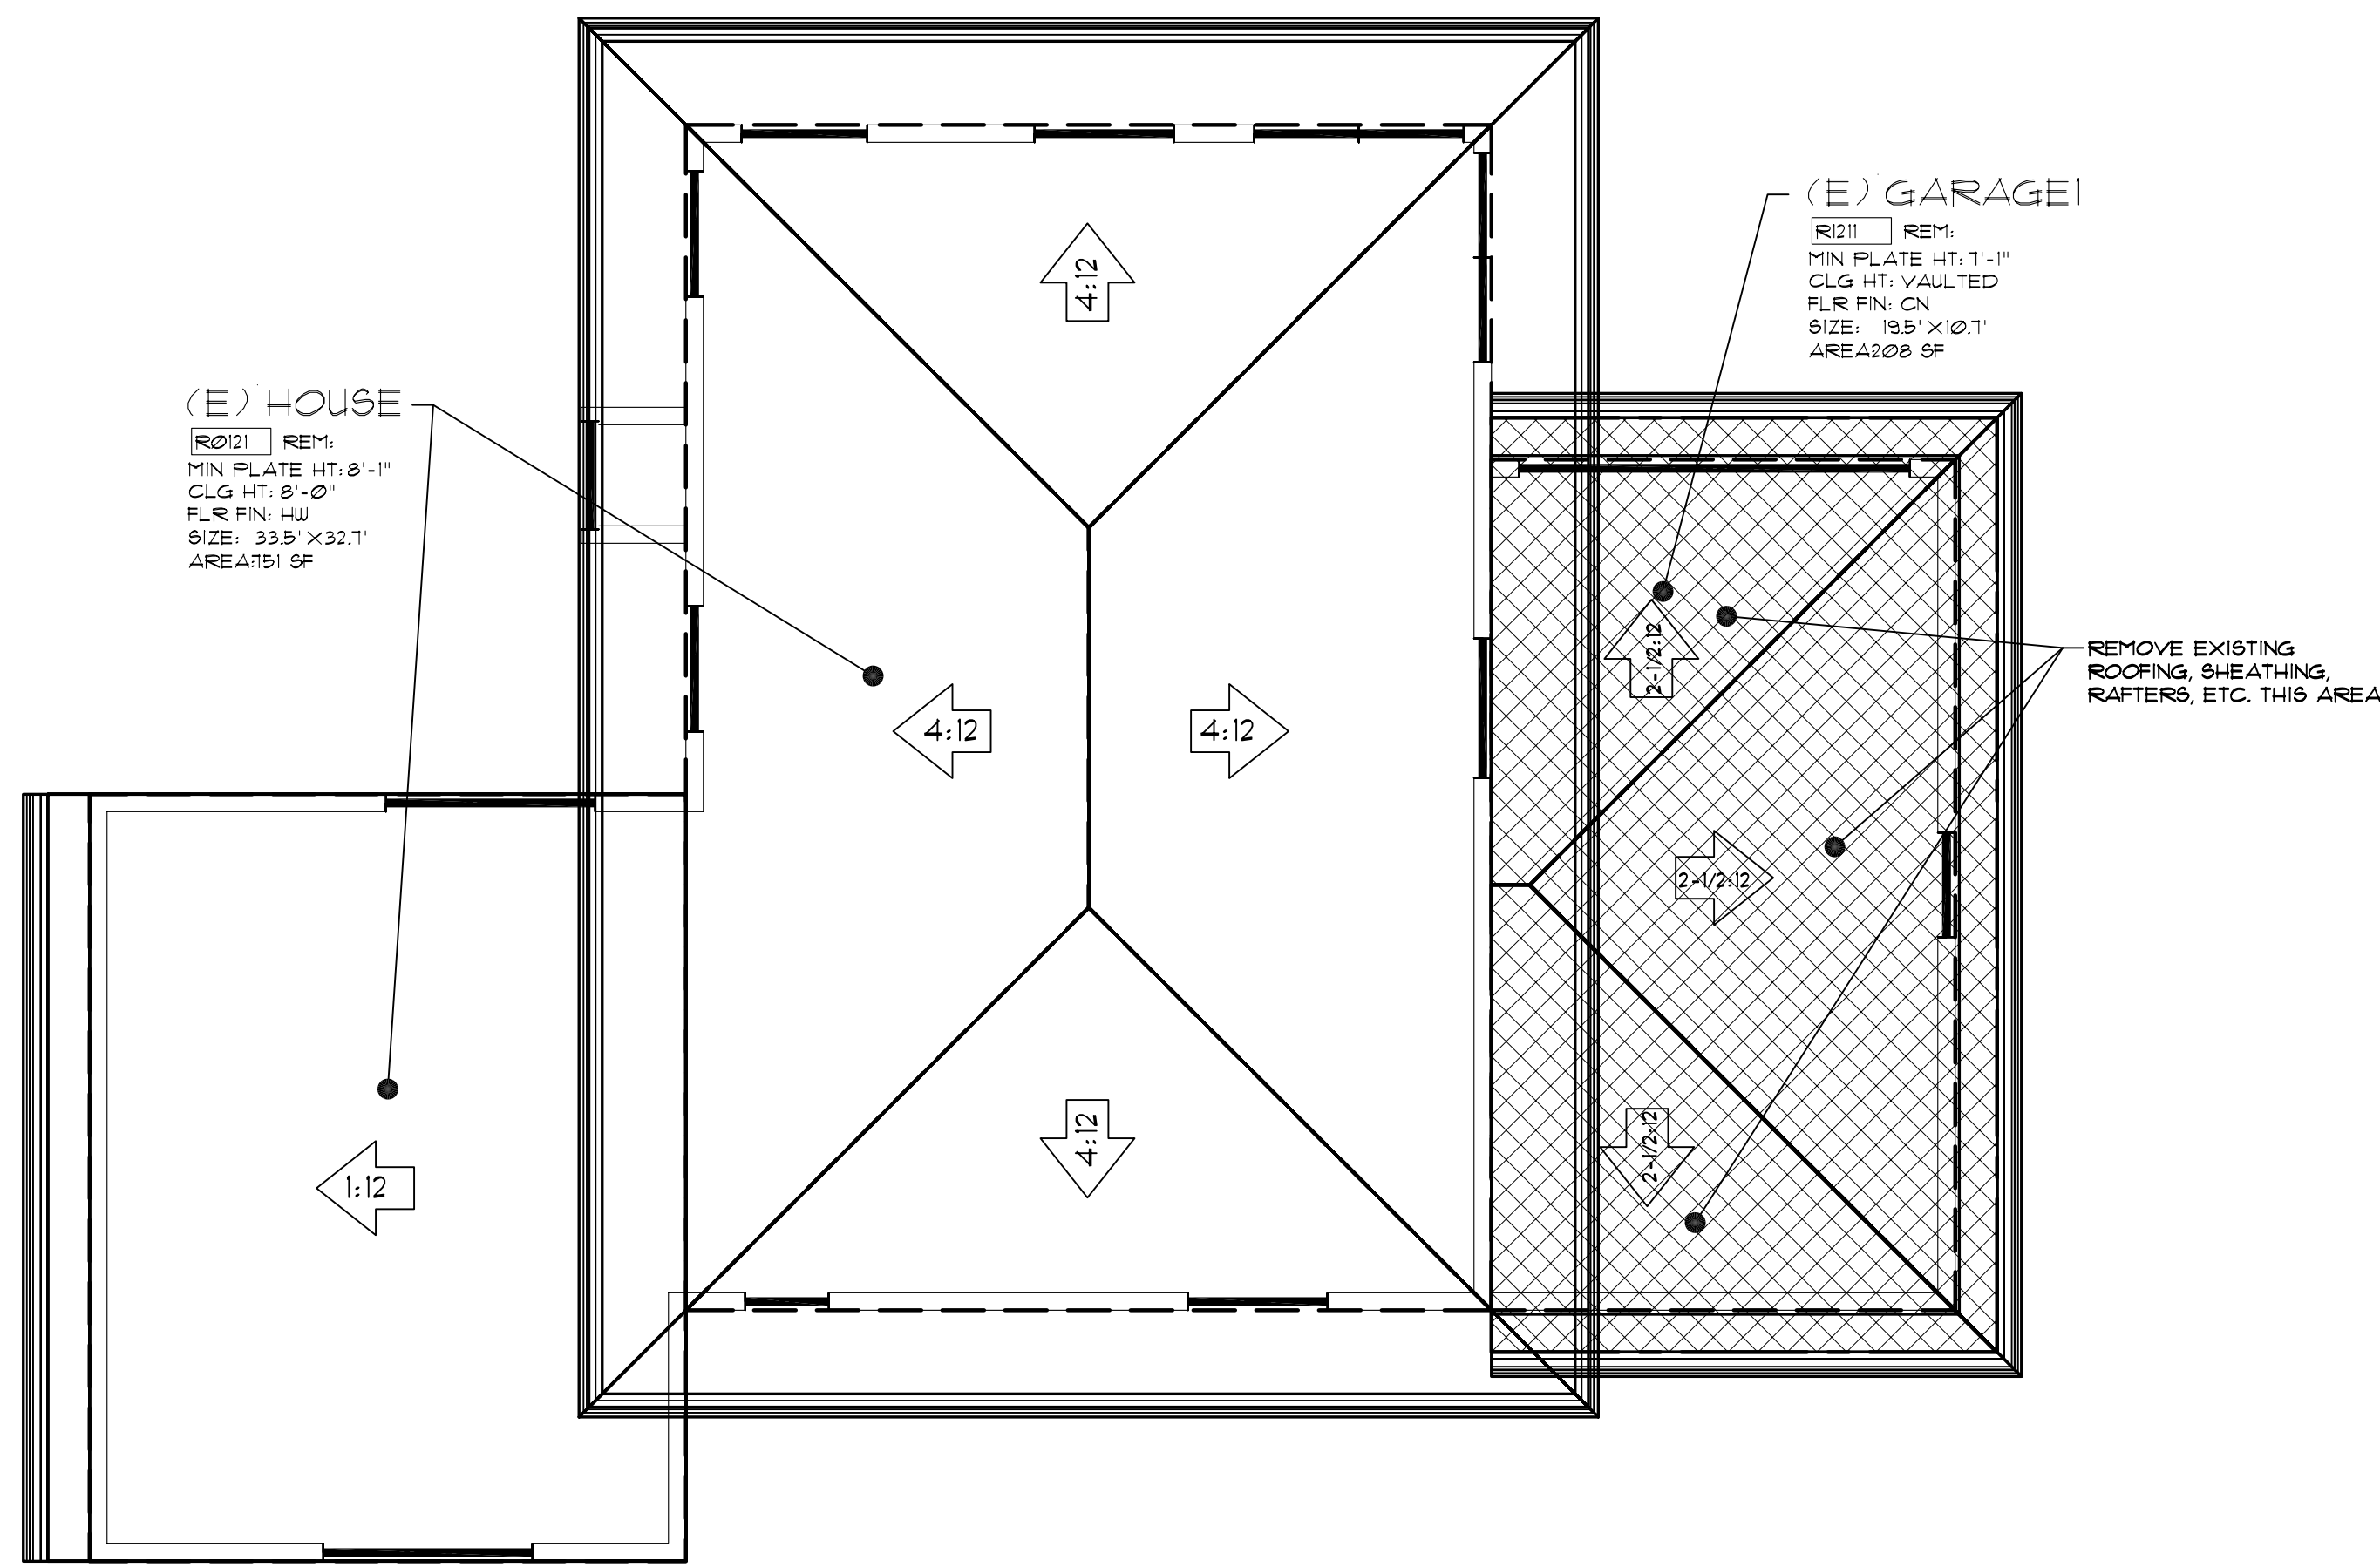 (E) HOUSE
RØ121 REM:
MIN PLATE HT: 8'-1"
CLG HT: 8'-Ø"
FLR FIN: HW
SIZE: 33.5' X 32.7'
AREA:751 SF
(E) GARAGE1
R1211 REM:
MIN PLATE HT: 7'-1"
CLG HT: VAULTED
FLR FIN: CN
SIZE: 19.5' X 1Ø.7'
AREA2Ø8 SF
REMOVE EXISTING
ROOFING, SHEATHING,
RAFTERS, ETC. THIS AREA
4:12
4:12
4:12
4:12
1:12
2-1/2:12
2-1/2:12
2-1/2:12